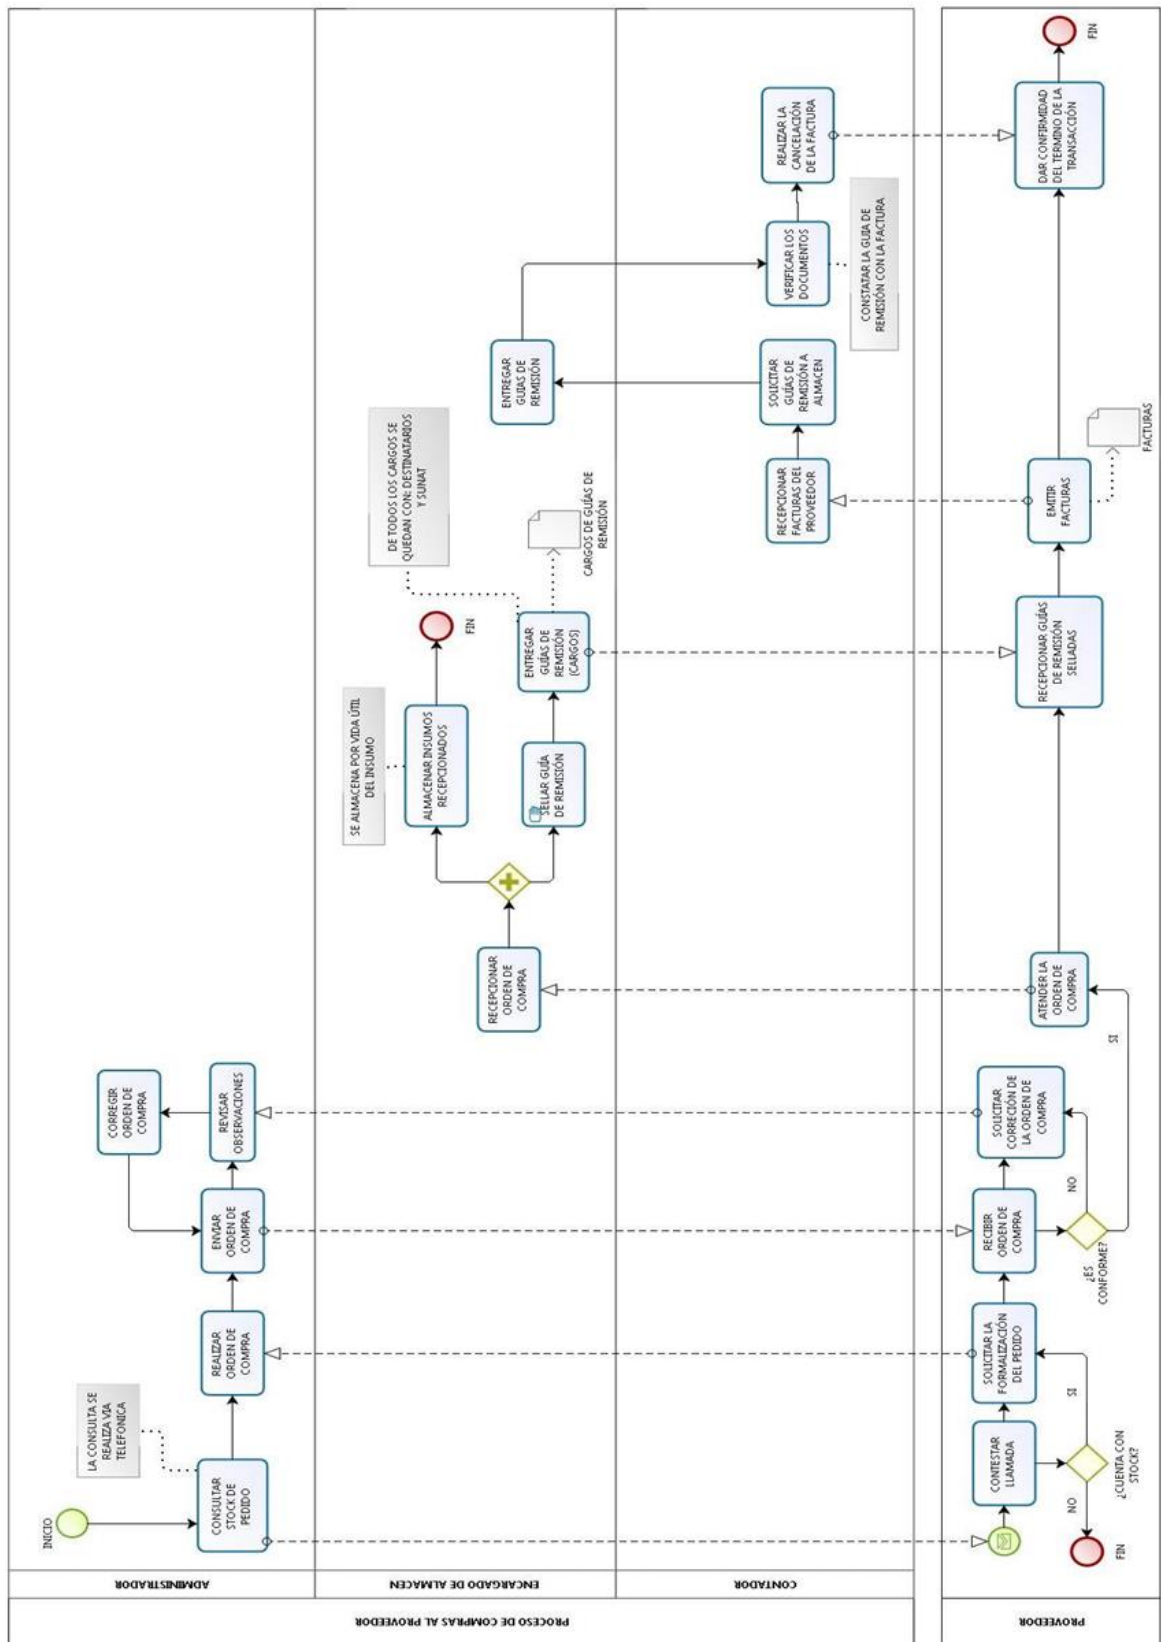 PROCESO DE COMPRAS AL PROVEEDOR
ADMINISTRADOR
INICIO
CONSULTAR
STOCK DE
PEDIDO
LA CONSULTA SE
REALIZA VIA
TELEFONICA
REALIZAR
ORDEN DE
COMPRA
ENVIAR
ORDEN DE
COMPRA
CORREGIR
ORDEN DE
COMPRA
REVISAR
OBSERVACIONES
ENCARGADO DE ALMACEN
RECEPCIONAR
ORDEN DE
COMPRA
SE ALMACENA POR VIDA ÚTIL
DEL INSUMO
ALMACENAR INSUMOS
RECEPCIONADOS
FIN
SELLAR GUÍA
DE REMISIÓN
ENTREGAR
GUÍAS DE
REMISIÓN
(CARGOS)
DE TODOS LOS CARGOS SE
QUEDAN CON: DESTINATARIOS
Y SUNAT
CARGOS DE GUÍAS DE
REMISIÓN
ENTREGAR
GUIAS DE
REMISIÓN
CONTADOR
RECEPCIONAR
FACTURAS DEL
PROVEEDOR
SOLICITAR
GUÍAS DE
REMISIÓN A
ALMACEN
VERIFICAR LOS
DOCUMENTOS
CONSTATAR LA GUIA DE
REMISIÓN CON LA FACTURA
REALIZAR LA
CANCELACIÓN
DE LA FACTURA
PROVEEDOR
CONTESTAR
LLAMADA
¿CUENTA CON
STOCK?
NO
FIN
SI
SOLICITAR LA
FORMALIZACIÓN
DEL PEDIDO
RECIBIR
ORDEN DE
COMPRA
¿ES
CONFORME?
NO
SI
SOLICITAR
CORRECIÓN DE
LA ORDEN DE
COMPRA
ATENDER LA
ORDEN DE
COMPRA
RECEPCIONAR GUÍAS
DE REMISIÓN
SELLADAS
EMITIR
FACTURAS
FACTURAS
DAR CONFIRMIDAD
DEL TERMINO DE LA
TRANSACCIÓN
FIN